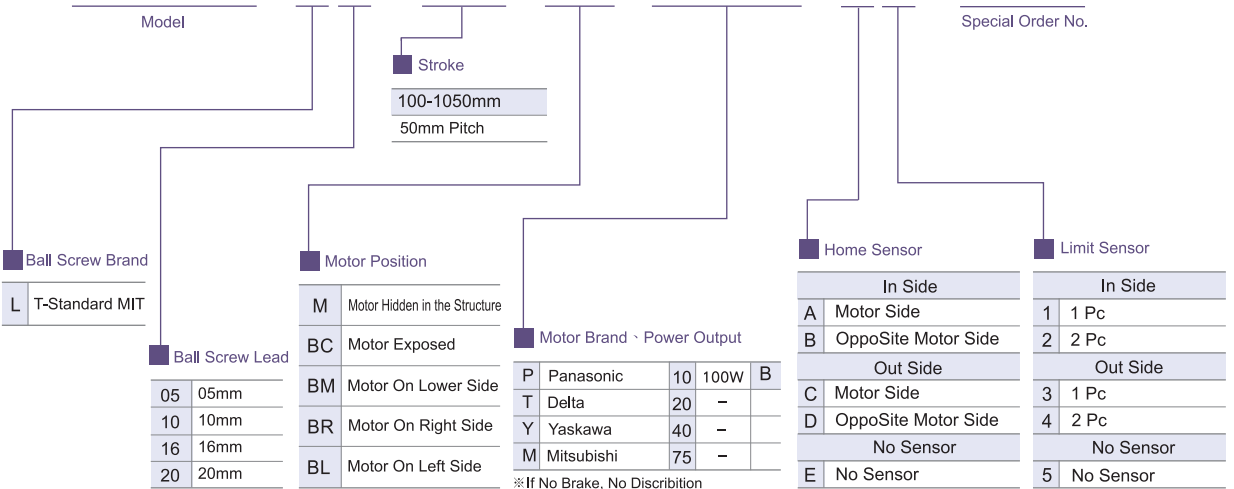 Model
Special Order No.
Stroke
100-1050mm
50mm Pitch
Ball Screw Brand
L T-Standard MIT
Ball Screw Lead
05 05mm
10 10mm
16 16mm
20 20mm
Motor Position
M Motor Hidden in the Structure
BC Motor Exposed
BM Motor On Lower Side
BR Motor On Right Side
BL Motor On Left Side
Motor Brand、Power Output
P Panasonic 10 100W B
T Delta 20 –
Y Yaskawa 40 –
M Mitsubishi 75 –
※If No Brake, No Discribition
Home Sensor
In Side
A Motor Side
B OppoSite Motor Side
Out Side
C Motor Side
D OppoSite Motor Side
No Sensor
E No Sensor
Limit Sensor
In Side
1 1 Pc
2 2 Pc
Out Side
3 1 Pc
4 2 Pc
No Sensor
5 No Sensor